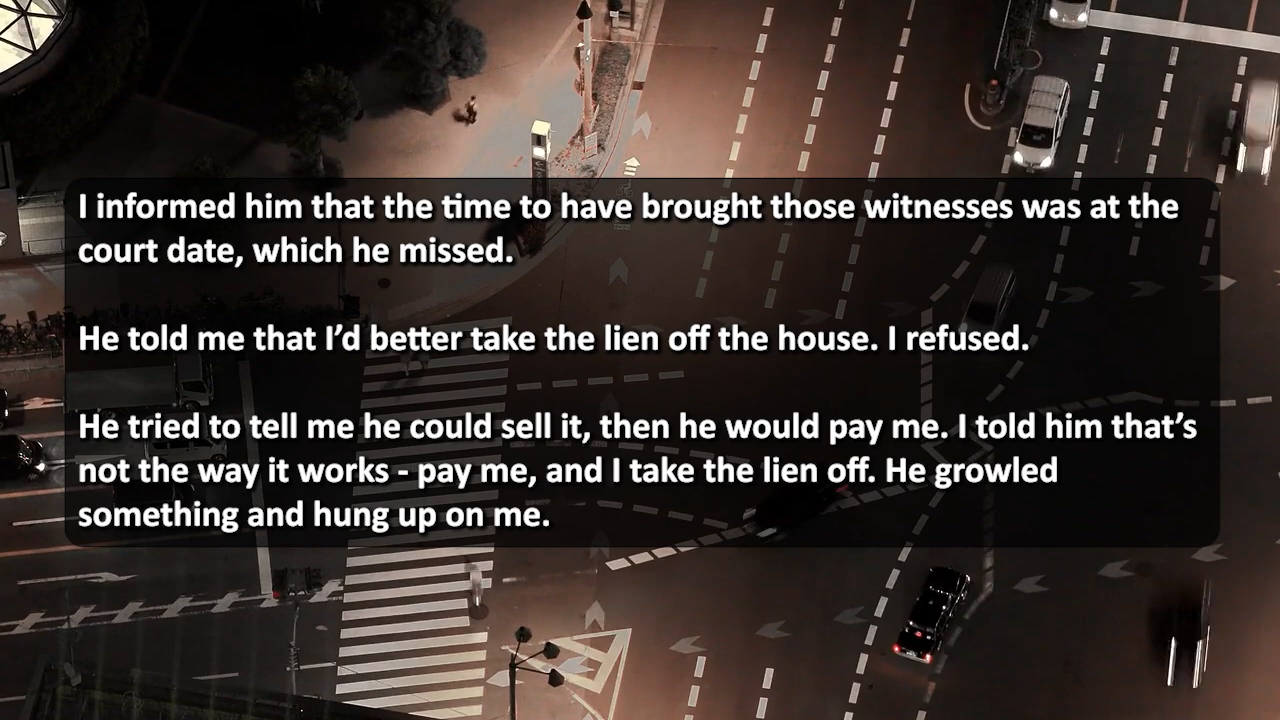 I informed him that the time to have brought those witnesses was at the
court date, which he missed.
He told me that I’d better take the lien off the house. I refused.
He tried to tell me he could sell it, then he would pay me. I told him that’s
not the way it works - pay me, and I take the lien off. He growled
something and hung up on me.